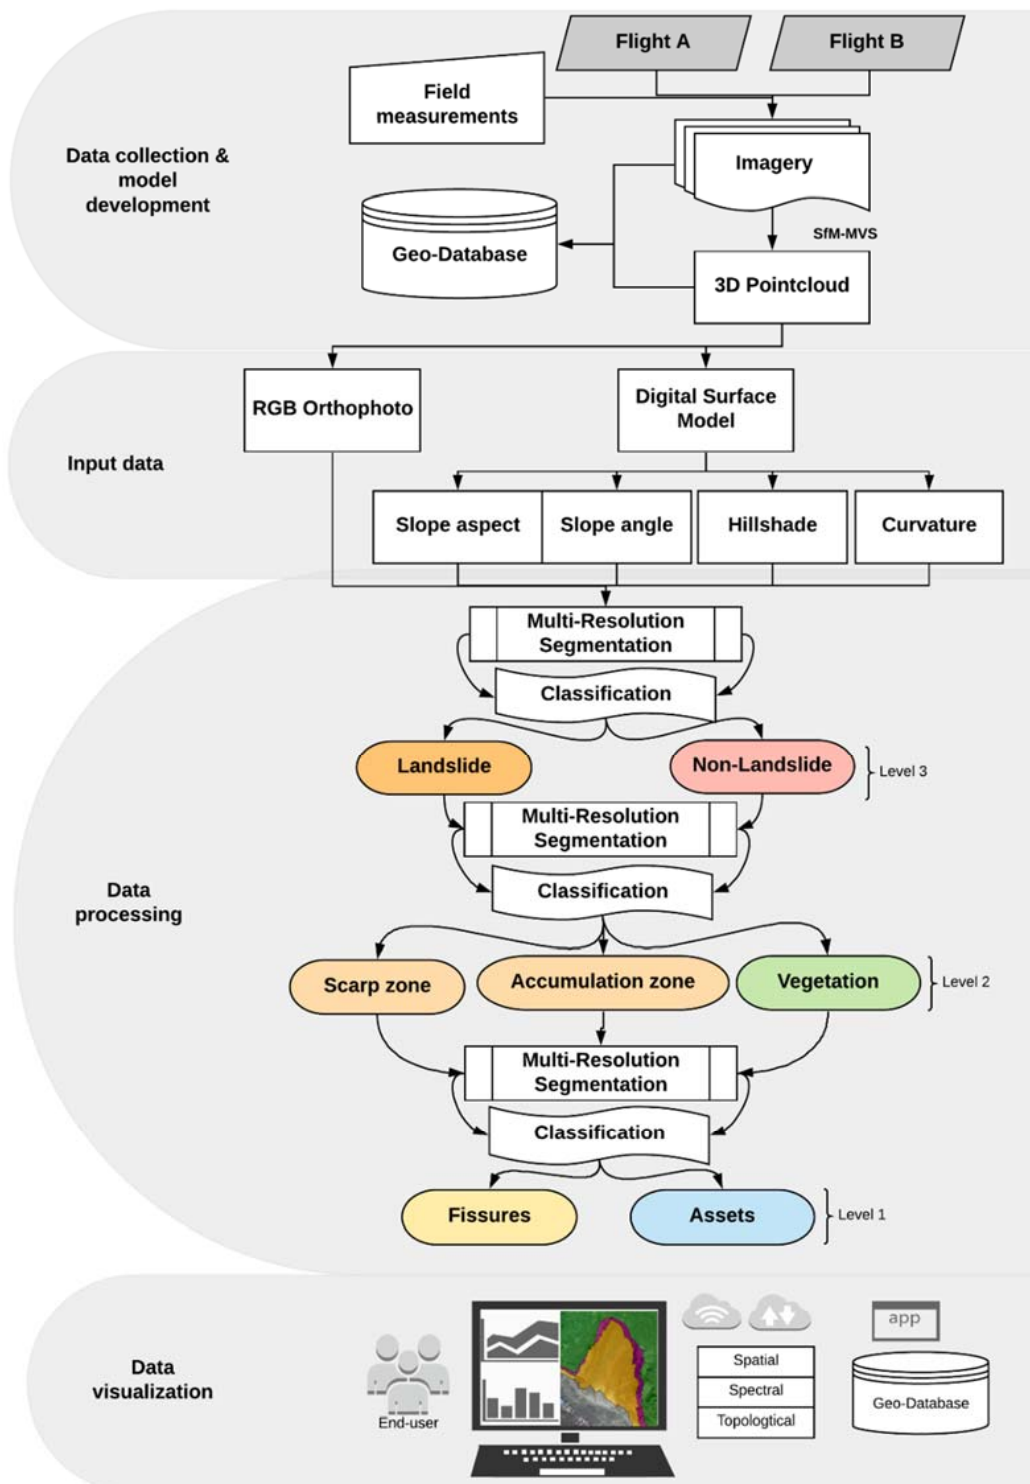 Flight A
Flight B
Field
measurements
Data collection &
model
development
Imagery
SfM-MVS
Geo-Database
3D Pointcloud
RGB Orthophoto
Digital Surface
Model
Input data
Slope aspect
Slope angle
Hillshade
Curvature
Multi-Resolution
Segmentation
Classification
Landslide
Non-Landslide
Level 3
Multi-Resolution
Segmentation
Classification
Data
processing
Scarp zone
Accumulation zone
Vegetation
Level 2
Multi-Resolution
Segmentation
Classification
Fissures
Assets
Level 1
Data
visualization
End-user
app
Spatial
Spectral
Topologtical
Geo-Database